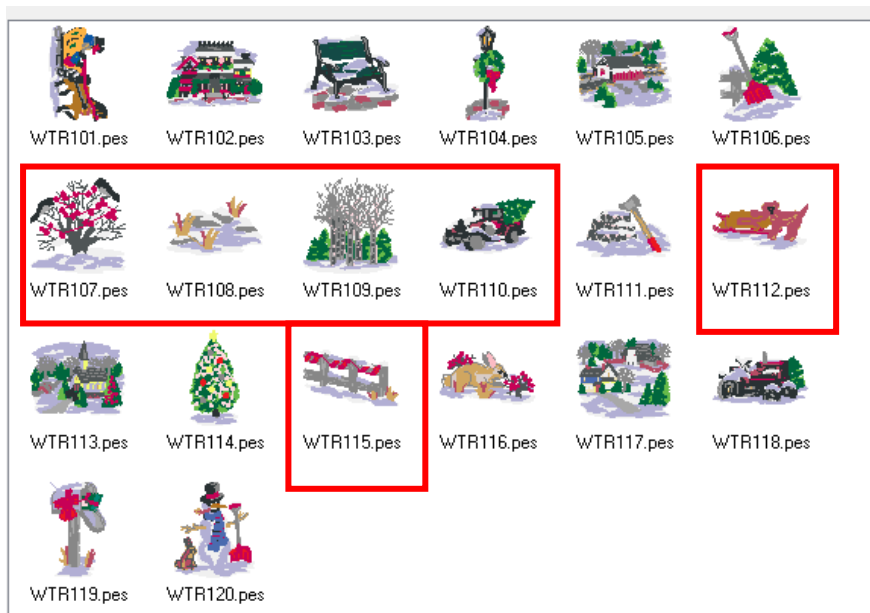 WTR101.pes WTR102.pes WTR103.pes WTR104.pes WTR105.pes WTR106.pes
WTR107.pes WTR108.pes WTR109.pes WTR110.pes WTR111.pes WTR112.pes
WTR113.pes WTR114.pes WTR115.pes WTR116.pes WTR117.pes WTR118.pes
WTR119.pes WTR120.pes